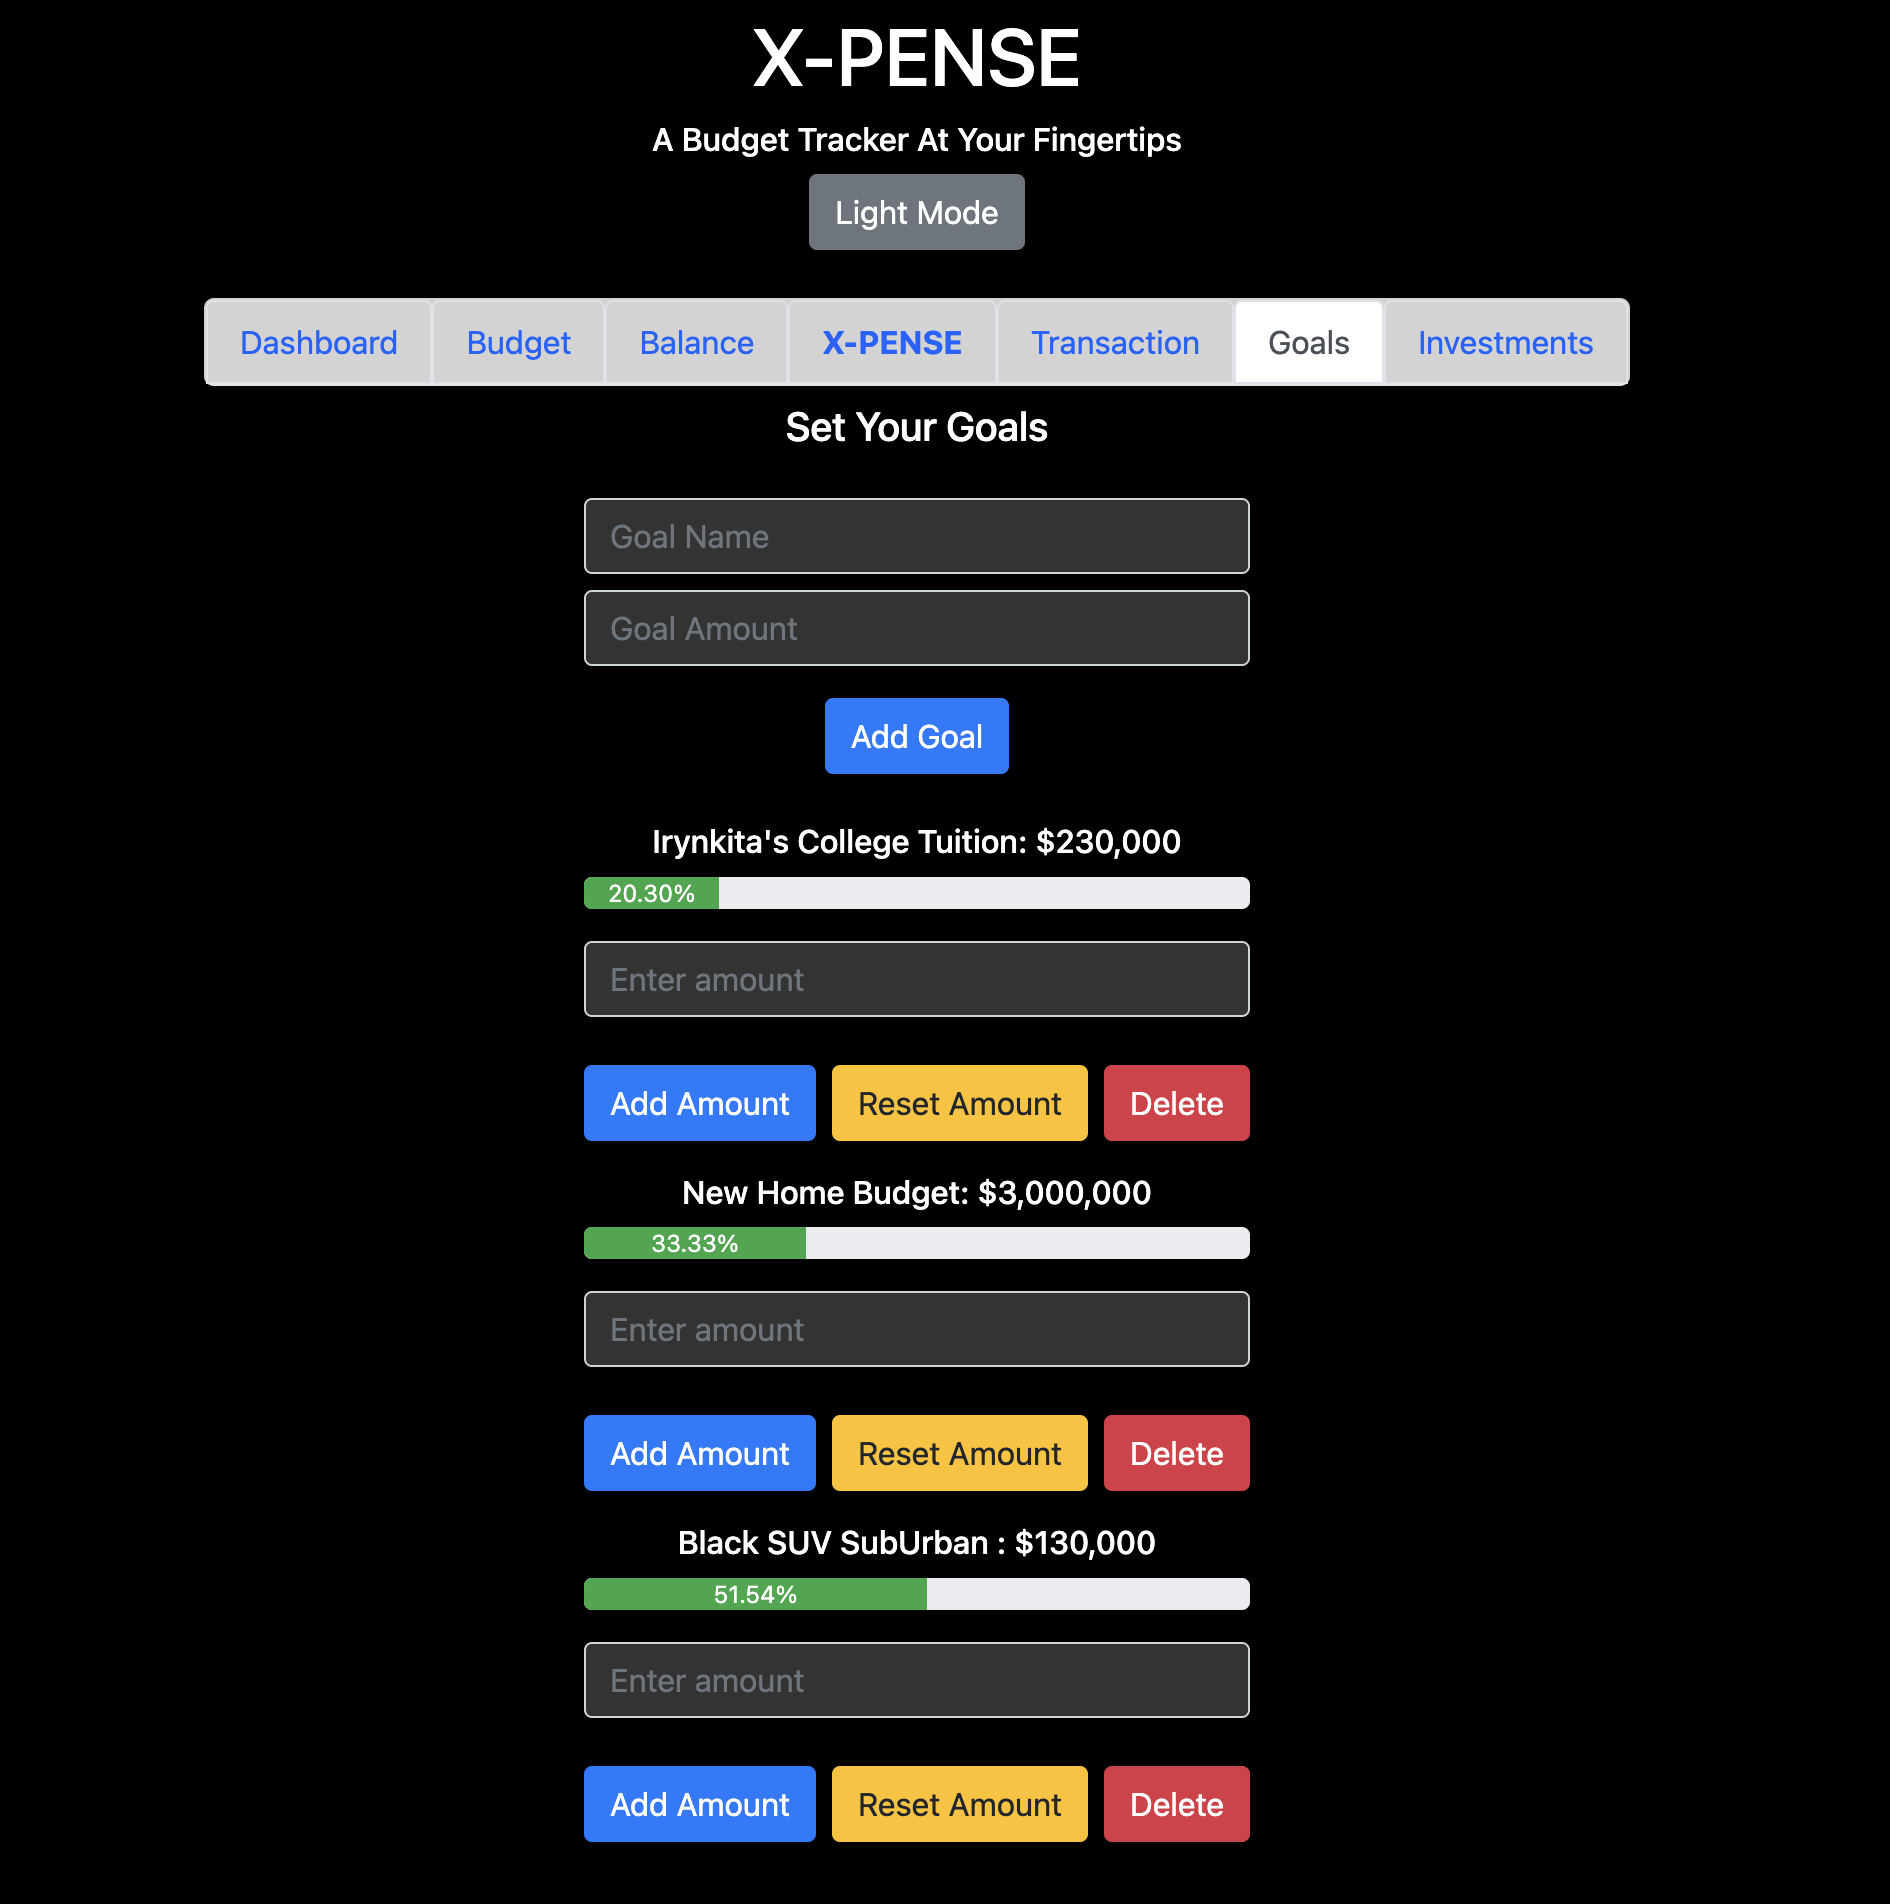 X-PENSE
A Budget Tracker At Your Fingertips
Light Mode
Dashboard Budget Balance X-PENSE Transaction Goals Investments
Set Your Goals
Goal Name
Goal Amount
Add Goal
Irynkita's College Tuition: $230,000
20.30%
Enter amount
Add Amount Reset Amount Delete
New Home Budget: $3,000,000
33.33%
Enter amount
Add Amount Reset Amount Delete
Black SUV SubUrban : $130,000
51.54%
Enter amount
Add Amount Reset Amount Delete